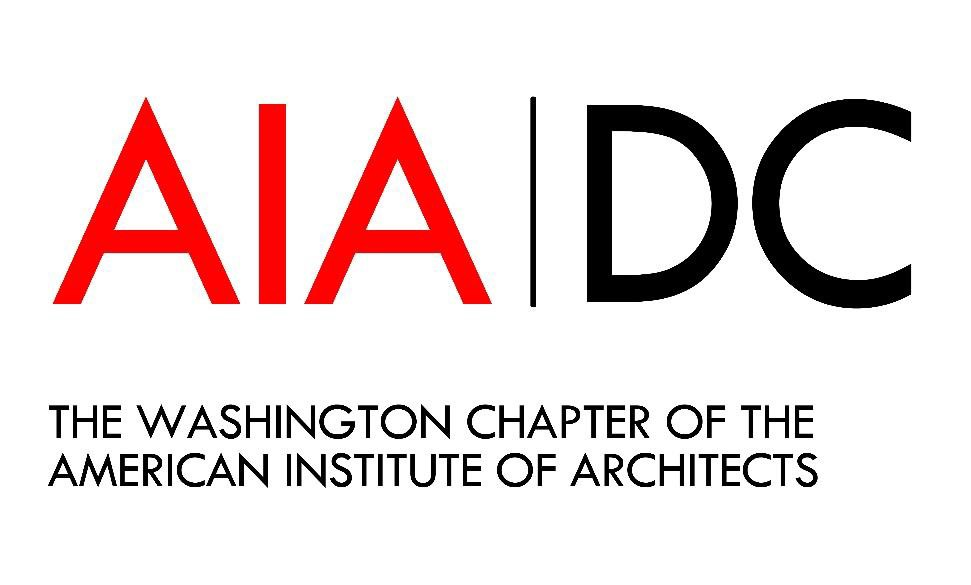 AIA|DC
THE WASHINGTON CHAPTER OF THE
AMERICAN INSTITUTE OF ARCHITECTS